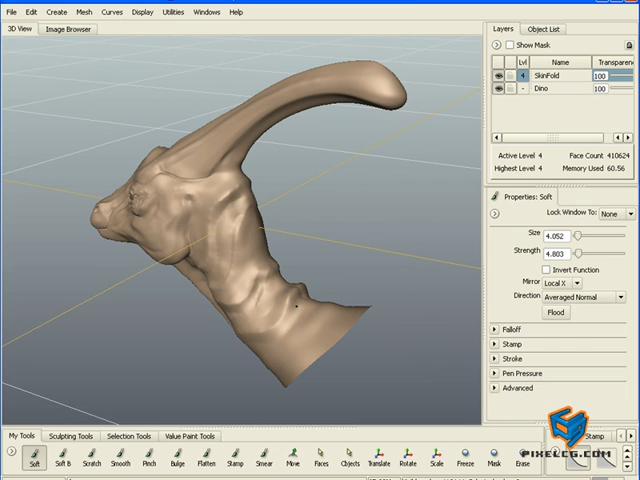 File Edit Create Mesh Curves Display Utilities Windows Help
3D View Image Browser
Layers Object List
Show Mask
Lvl Name Transparen
4 SkinFold 100
- Dino 100
Active Level 4 Face Count 410624
Highest Level 4 Memory Used 60.56
Properties: Soft
Lock Window To: None
Size 4.052
Strength 4.803
Invert Function
Mirror Local X
Direction Averaged Normal
Flood
Falloff
Stamp
Stroke
Pen Pressure
Advanced
My Tools Sculpting Tools Selection Tools Value Paint Tools Stamp
Soft Soft B Scratch Smooth Pinch Bulge Flatten Stamp Smear Move Faces Objects Translate Rotate Scale Freeze Mask Erase
PIXELCG.COM